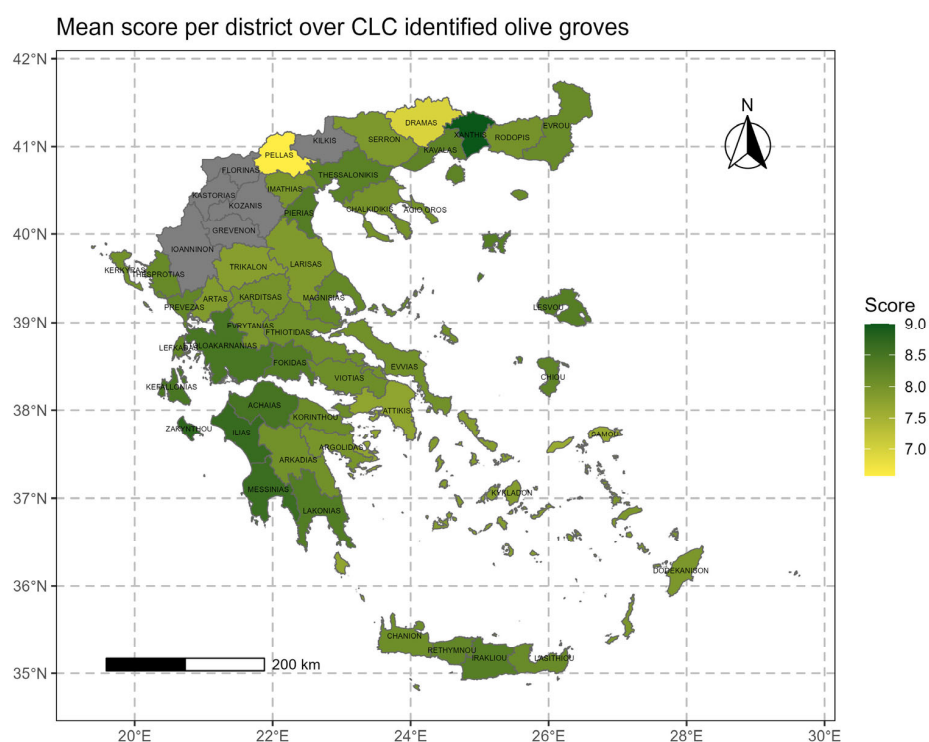 Mean score per district over CLC identified olive groves
42°N
41°N
40°N
39°N
38°N
37°N
36°N
35°N
20°E
22°E
24°E
26°E
28°E
30°E
N
200 km
Score
9.0
8.5
8.0
7.5
7.0
DRAMAS
XANTHIS
RODOPIS
EVROU
SERRON
KAVALAS
KILKIS
PELLAS
FLORINAS
THESSALONIKIS
IMATHIAS
KASTORIAS
KOZANIS
PIERIAS
CHALKIDIKIS
AGIO OROS
GREVENON
IOANNINON
KERKYRAS
THESPROTIAS
TRIKALON
LARISAS
PREVEZAS
ARTAS
KARDITSAS
MAGNISIAS
LESVOU
EVRYTANIAS
FTHIOTIDAS
FOKIDAS
EVVIAS
VIOTIAS
CHIOU
KEFALLONIAS
ACHAIAS
KORINTHOU
ATTIKIS
ZAKYNTHOU
ILIAS
ARGOLIDAS
SAMOU
ARKADIAS
MESSINIAS
KYKLADON
LAKONIAS
DODEKANISON
CHANION
RETHYMNOU
IRAKLIOU
LASITHIOU